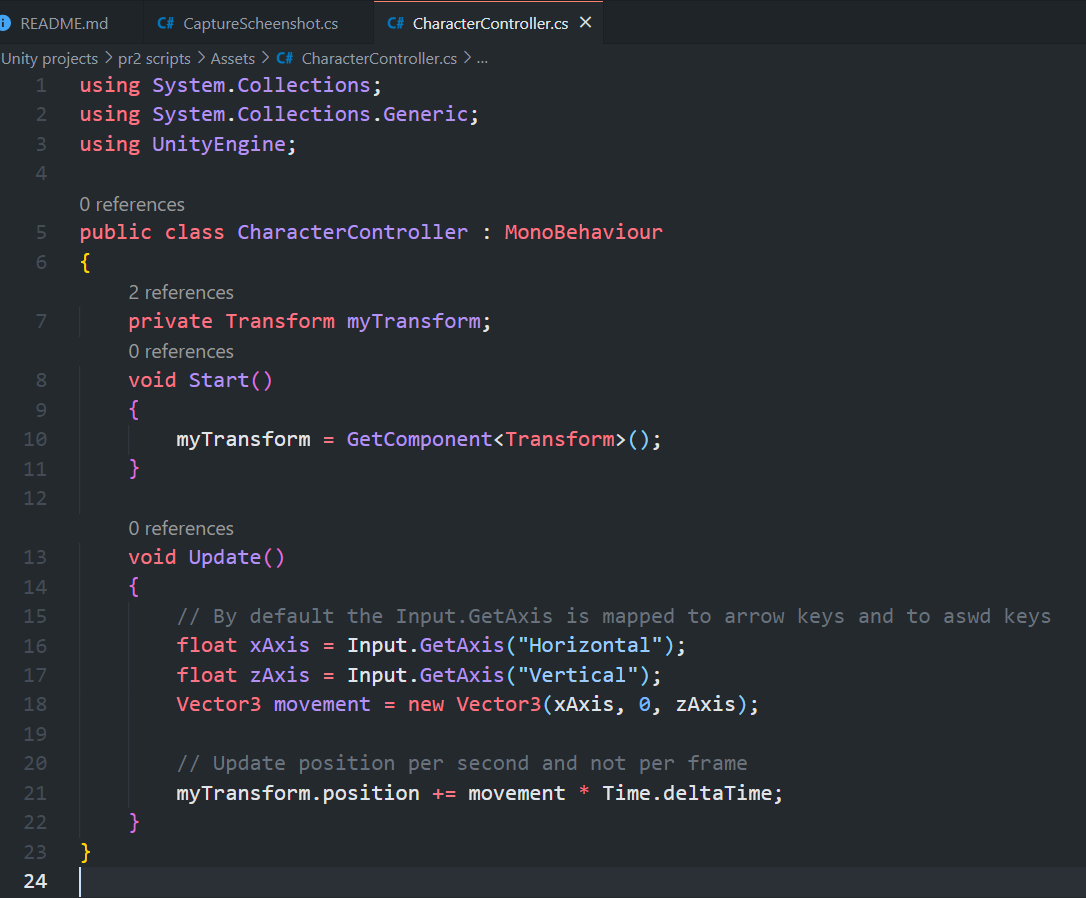 README.md
C# CaptureScheenshot.cs
C# CharacterController.cs ×
Unity projects > pr2 scripts > Assets > C# CharacterController.cs > ...
1 using System.Collections;
2 using System.Collections.Generic;
3 using UnityEngine;
4
0 references
5 public class CharacterController : MonoBehaviour
6 {
2 references
7 private Transform myTransform;
0 references
8 void Start()
9 {
10 myTransform = GetComponent<Transform>();
11 }
12
0 references
13 void Update()
14 {
15 // By default the Input.GetAxis is mapped to arrow keys and to aswd keys
16 float xAxis = Input.GetAxis("Horizontal");
17 float zAxis = Input.GetAxis("Vertical");
18 Vector3 movement = new Vector3(xAxis, 0, zAxis);
19
20 // Update position per second and not per frame
21 myTransform.position += movement * Time.deltaTime;
22 }
23 }
24